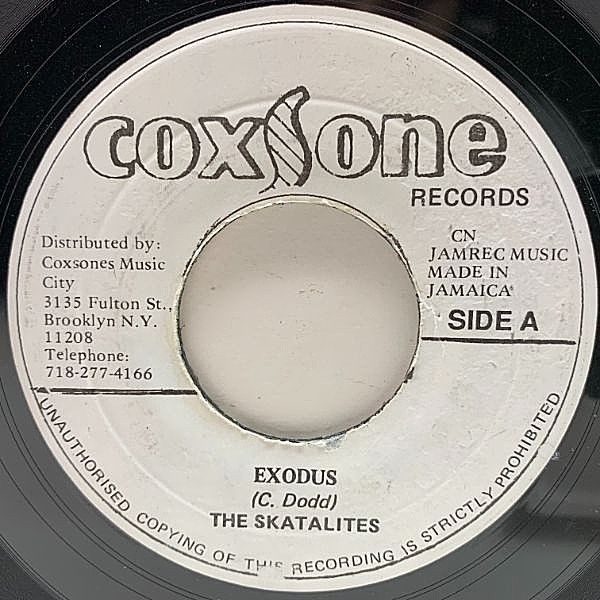 coxsone
RECORDS
Distributed by:
Coxsones Music
City
3135 Fulton St.,
Brooklyn N.Y.
11208
Telephone:
718-277-4166
CN
JAMREC MUSIC
MADE IN
JAMAICA
SIDE A
EXODUS
(C. Dodd)
THE SKATALITES
UNAUTHORISED COPYING OF THIS RECORDING IS STRICTLY PROHIBITED